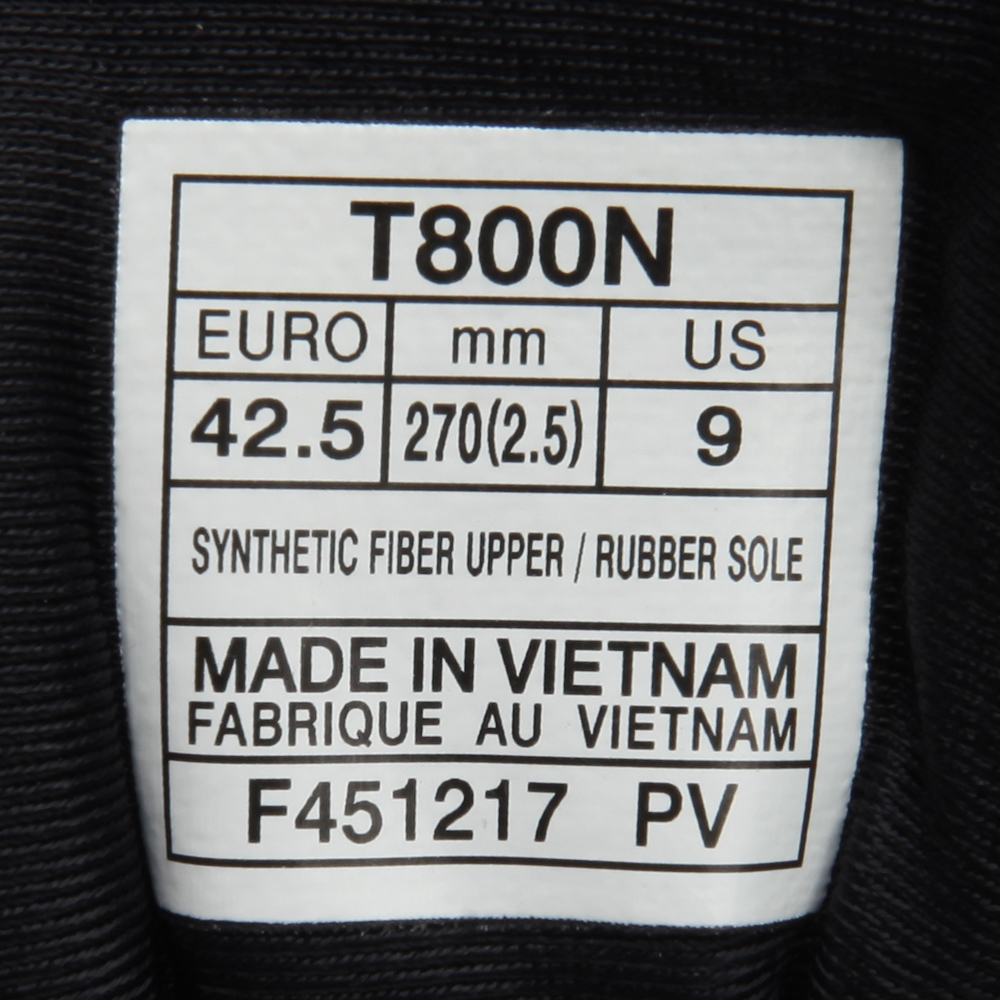 T800N
EURO mm US
42.5 270(2.5) 9
SYNTHETIC FIBER UPPER / RUBBER SOLE
MADE IN VIETNAM
FABRIQUE AU VIETNAM
F451217 PV